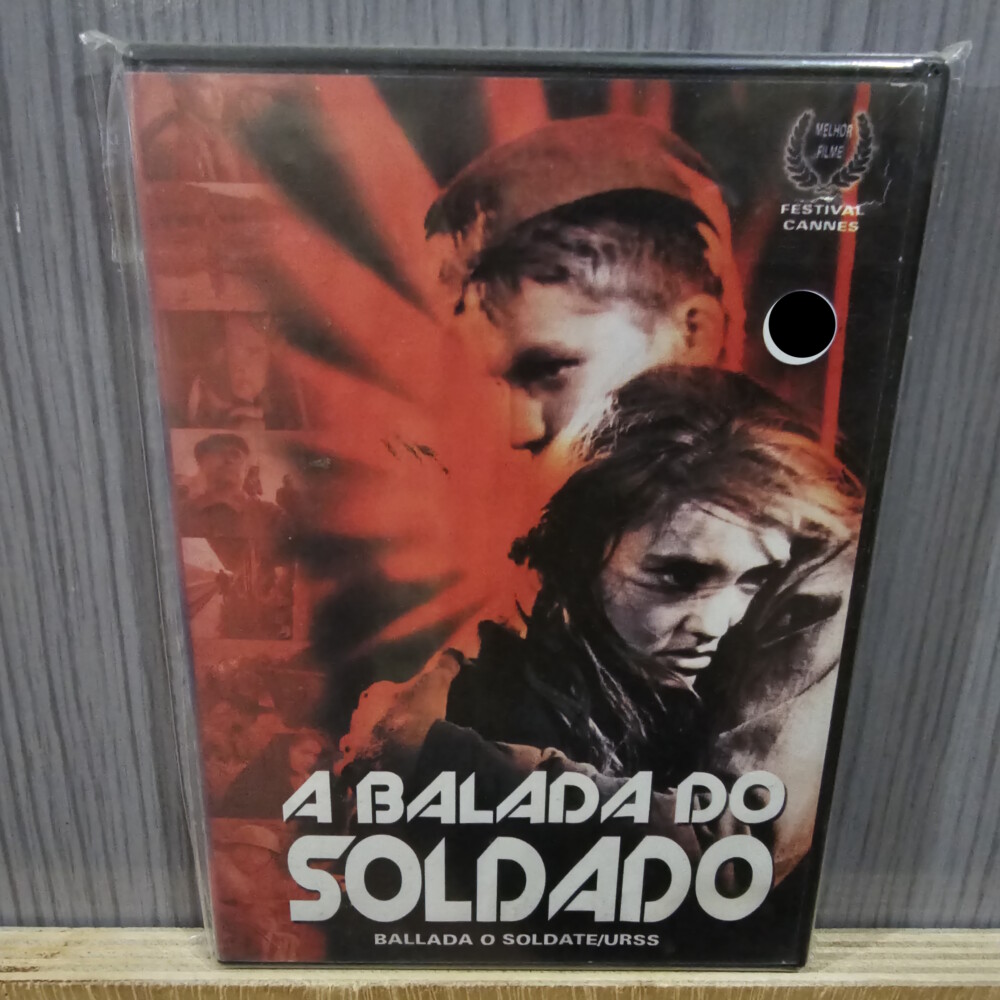 MELHOR
FILME
FESTIVAL
CANNES
A BALADA DO
SOLDADO
BALLADA O SOLDATE/URSS